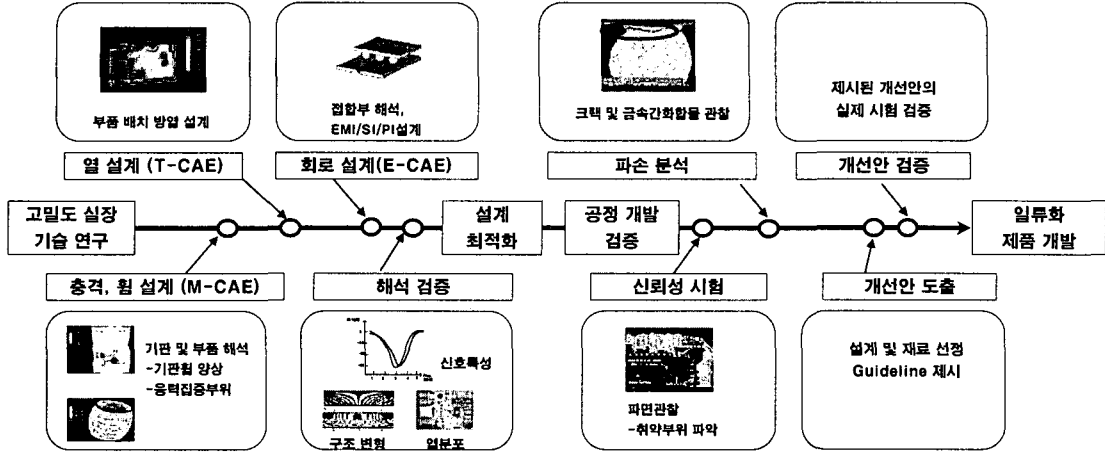 부품 배치 방열 설계
접합부 해석,
EMI/SI/PI설계
크랙 및 금속간화합물 관찰
제시된 개선안의
실제 시험 검증
열 설계 (T-CAE)
회로 설계(E-CAE)
파손 분석
개선안 검증
고밀도 실장
기술 연구
설계
최적화
공정 개발
검증
일류화
제품 개발
충격, 휨 설계 (M-CAE)
해석 검증
신뢰성 시험
개선안 도출
기판 및 부품 해석
-기판휨 양상
-응력집중부위
신호특성
구조 변형
열분포
파면관찰
-취약부위 파악
설계 및 재료 선정
Guideline 제시